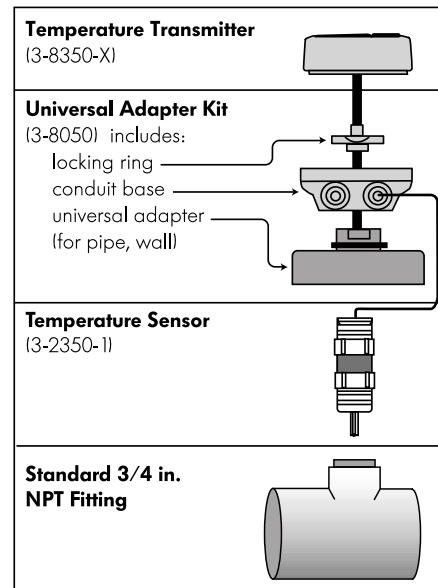 Temperature Transmitter
(3-8350-X)
Universal Adapter Kit
(3-8050) includes:
locking ring
conduit base
universal adapter
(for pipe, wall)
Temperature Sensor
(3-2350-1)
Standard 3/4 in.
NPT Fitting